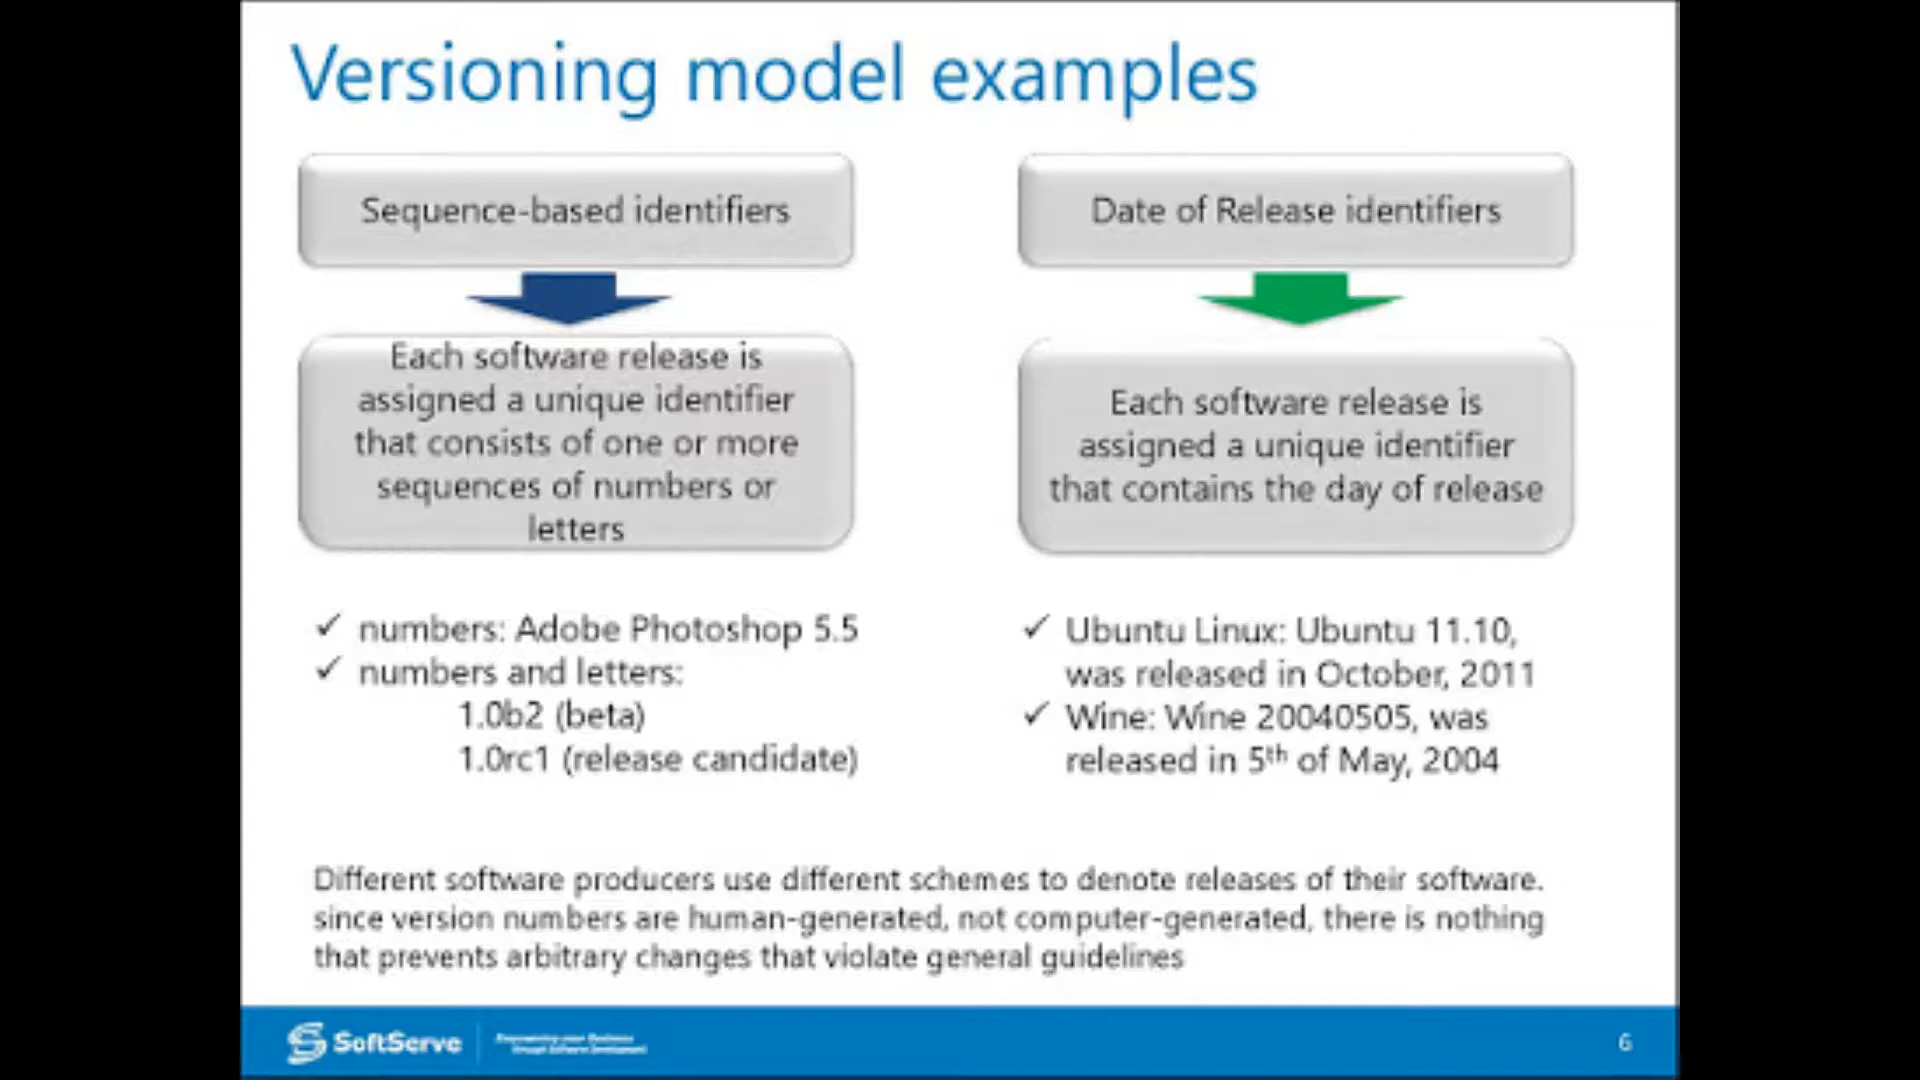 Versioning model examples
Sequence-based identifiers
Each software release is
assigned a unique identifier
that consists of one or more
sequences of numbers or
letters
✓ numbers: Adobe Photoshop 5.5
✓ numbers and letters:
1.0b2 (beta)
1.0rc1 (release candidate)
Date of Release identifiers
Each software release is
assigned a unique identifier
that contains the day of release
✓ Ubuntu Linux: Ubuntu 11.10,
was released in October, 2011
✓ Wine: Wine 20040505, was
released in 5th of May, 2004
Different software producers use different schemes to denote releases of their software.
since version numbers are human-generated, not computer-generated, there is nothing
that prevents arbitrary changes that violate general guidelines
SoftServe
6